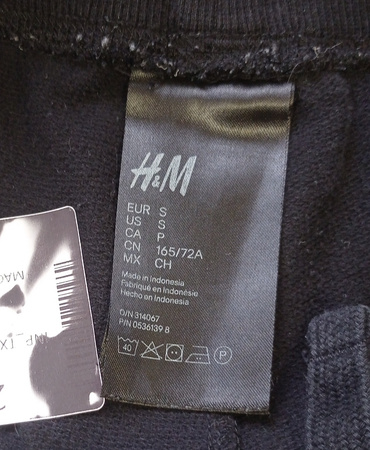 H&M
EUR S
US S
CA P
CN 165/72A
MX CH
Made in Indonesia
Fabriqué en Indonésie
Hecho en Indonesia
O/N 314067
P/N 0536139 8
40
P